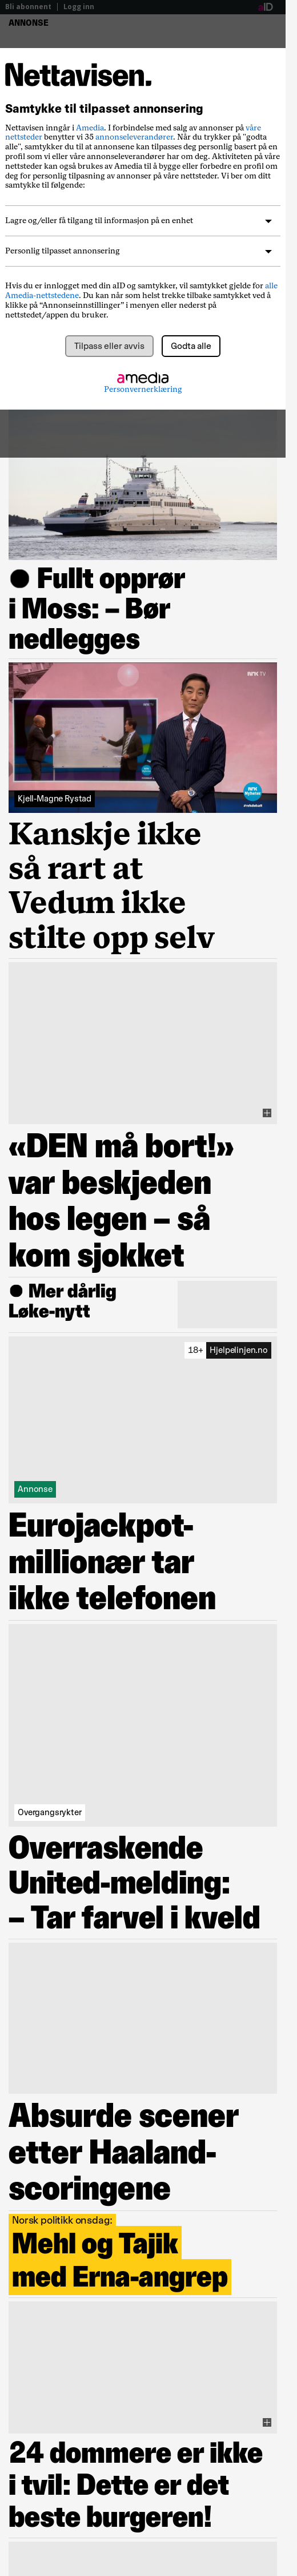 Bli abonnent
Logg inn
aID
ANNONSE
Nettavisen.
Samtykke til tilpasset annonsering
Nettavisen inngår i Amedia. I forbindelse med salg av annonser på våre
nettsteder benytter vi 35 annonseleverandører. Når du trykker på "godta
alle", samtykker du til at annonsene kan tilpasses deg personlig basert på en
profil som vi eller våre annonseleverandører har om deg. Aktiviteten på våre
nettsteder kan også brukes av Amedia til å bygge eller forbedre en profil om
deg for personlig tilpasning av annonser på våre nettsteder. Vi ber om ditt
samtykke til følgende:
Lagre og/eller få tilgang til informasjon på en enhet
Personlig tilpasset annonsering
Hvis du er innlogget med din aID og samtykker, vil samtykket gjelde for alle
Amedia-nettstedene. Du kan når som helst trekke tilbake samtykket ved å
klikke på “Annonseinnstillinger” i menyen eller nederst på
nettstedet/appen du bruker.
Tilpass eller avvis
Godta alle
amedia
Personvernerklæring
● Fullt opprør
i Moss: – Bør
nedlegges
NRK TV
NRK
Nyheter
Kjell-Magne Rystad
Kanskje ikke
så rart at
Vedum ikke
stilte opp selv
«DEN må bort!»
var beskjeden
hos legen – så
kom sjokket
● Mer dårlig
Løke-nytt
18+ Hjelpelinjen.no
Annonse
Eurojackpot-
millionær tar
ikke telefonen
Overgangsrykter
Overraskende
United-melding:
– Tar farvel i kveld
Absurde scener
etter Haaland-
scoringene
Norsk politikk onsdag:
Mehl og Tajik
med Erna-angrep
24 dommere er ikke
i tvil: Dette er det
beste burgeren!